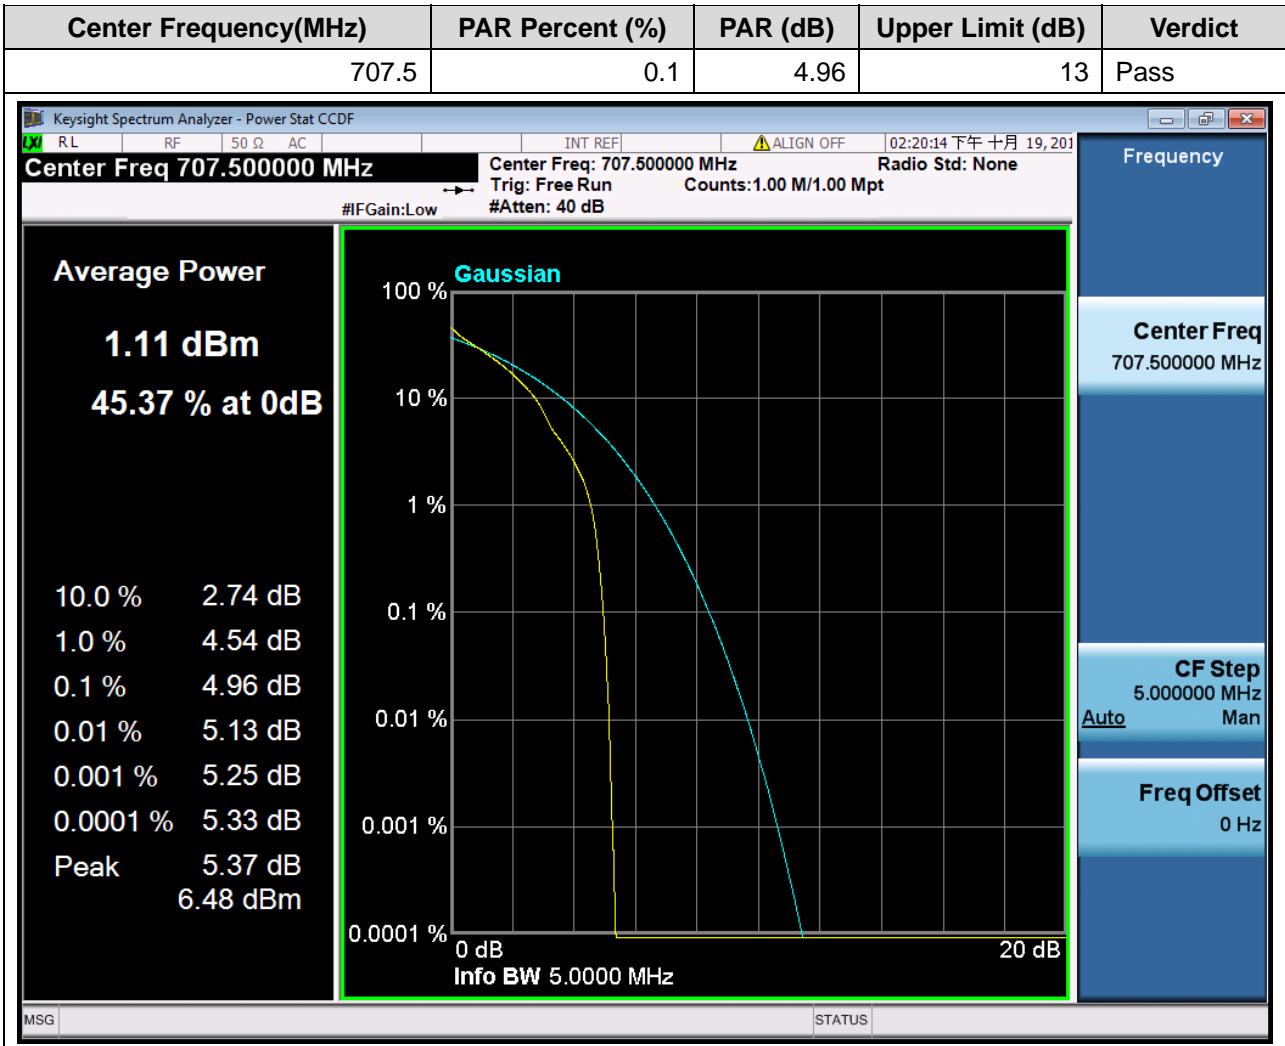 Center Frequency(MHz) PAR Percent (%) PAR (dB) Upper Limit (dB) Verdict
707.5 0.1 4.96 13 Pass
Keysight Spectrum Analyzer - Power Stat CCDF
LXI RL RF 50 Ω AC INT REF ALIGN OFF 02:20:14 下午 十月 19, 201
Center Freq 707.500000 MHz
Center Freq: 707.500000 MHz Radio Std: None
Trig: Free Run Counts:1.00 M/1.00 Mpt
#IFGain:Low #Atten: 40 dB
Average Power
1.11 dBm
45.37 % at 0dB
10.0 % 2.74 dB
1.0 % 4.54 dB
0.1 % 4.96 dB
0.01 % 5.13 dB
0.001 % 5.25 dB
0.0001 % 5.33 dB
Peak 5.37 dB
6.48 dBm
Gaussian
100 %
10 %
1 %
0.1 %
0.01 %
0.001 %
0.0001 %
0 dB 20 dB
Info BW 5.0000 MHz
Frequency
Center Freq
707.500000 MHz
CF Step
5.000000 MHz
Auto Man
Freq Offset
0 Hz
MSG STATUS